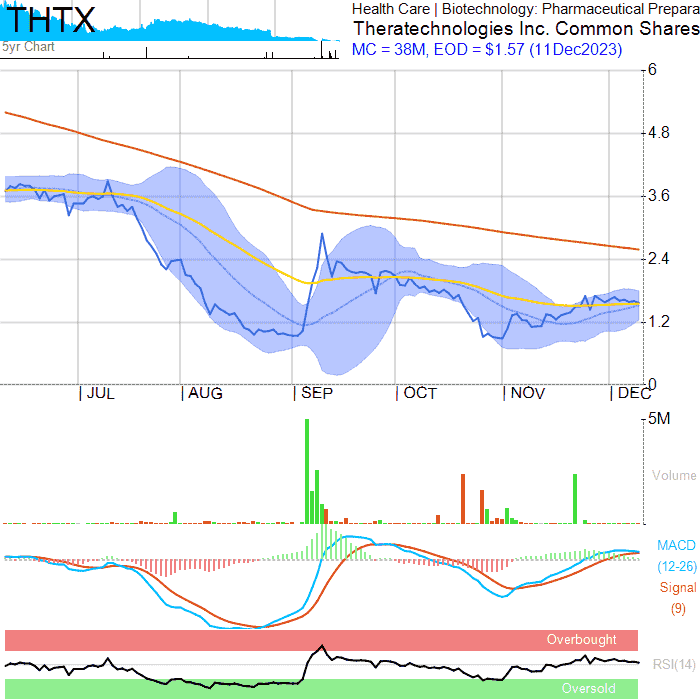 THTX
5yr Chart
Health Care | Biotechnology: Pharmaceutical Prepara
Theratechnologies Inc. Common Shares
MC = 38M, EOD = $1.57 (11Dec2023)
6
4.8
3.6
2.4
1.2
0
JUL AUG SEP OCT NOV DEC
5M
Volume
MACD
(12-26)
Signal
(9)
Overbought
RSI(14)
Oversold